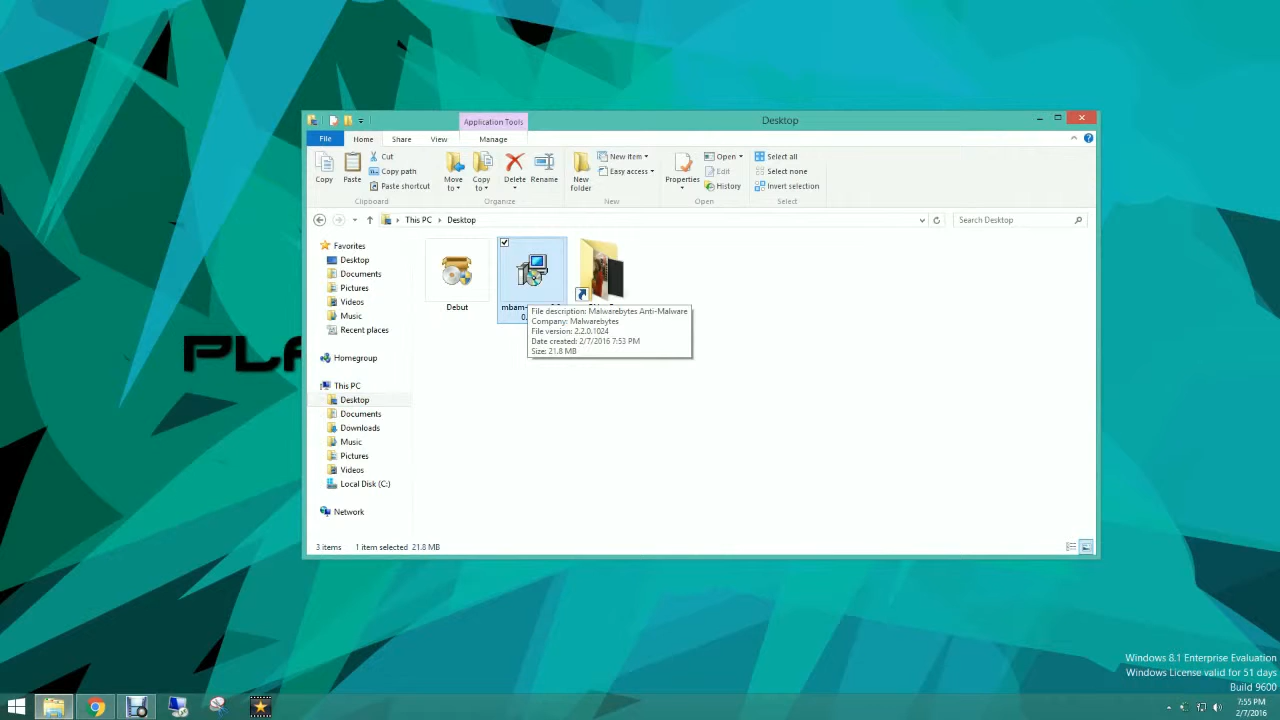 Application Tools
Desktop
File
Home
Share
View
Manage
Copy
Paste
Cut
Copy path
Paste shortcut
Clipboard
Move to
Copy to
Delete
Rename
Organize
New folder
New item
Easy access
New
Properties
Open
Edit
History
Open
Select all
Select none
Invert selection
Select
This PC
Desktop
Search Desktop
Favorites
Desktop
Documents
Pictures
Videos
Music
Recent places
Homegroup
This PC
Desktop
Documents
Downloads
Music
Pictures
Videos
Local Disk (C:)
Network
Debut
mbam-
File description: Malwarebytes Anti-Malware
Company: Malwarebytes
File version: 2.2.0.1024
Date created: 2/7/2016 7:53 PM
Size: 21.8 MB
3 items
1 item selected 21.8 MB
PLA
Windows 8.1 Enterprise Evaluation
Windows License valid for 51 days
Build 9600
7:55 PM
2/7/2016